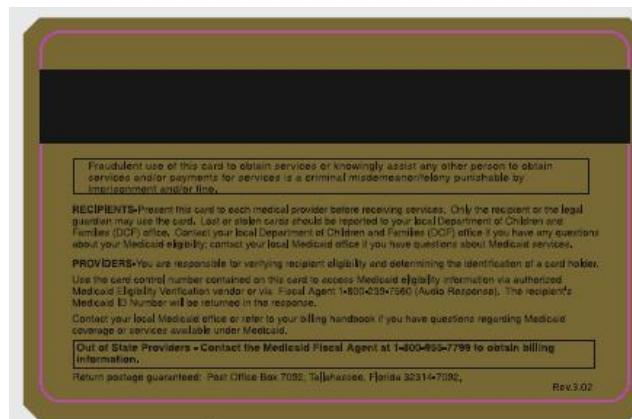 Fraudulent use of this card to obtain services or knowingly assist any other person to obtain
services and/or payments for services is a criminal misdemeanor/felony punishable by
imprisonment and/or fine.
RECIPIENTS-Present this card to each medical provider before receiving services. Only the recipient or the legal
guardian may use the card. Lost or stolen cards should be reported to your local Department of Children and
Families (DCF) office. Contact your local Department of Children and Families (DCF) office if you have any questions
about your Medicaid eligibility; contact your local Medicaid office if you have questions about Medicaid services.
PROVIDERS-You are responsible for verifying recipient eligibility and determining the identification of a card holder.
Use the card control number contained on this card to access Medicaid eligibility information via authorized
Medicaid Eligibility Verification vendor or via Fiscal Agent 1-800-239-7560 (Audio Response). The recipient's
Medicaid ID Number will be returned in the response.
Contact your local Medicaid office or refer to your billing handbook if you have questions regarding Medicaid
coverage or services available under Medicaid.
Out of State Providers - Contact the Medicaid Fiscal Agent at 1-800-955-7799 to obtain billing
information.
Return postage guaranteed: Post Office Box 7092, Tallahassee, Florida 32314-7092,
Rev.3.02